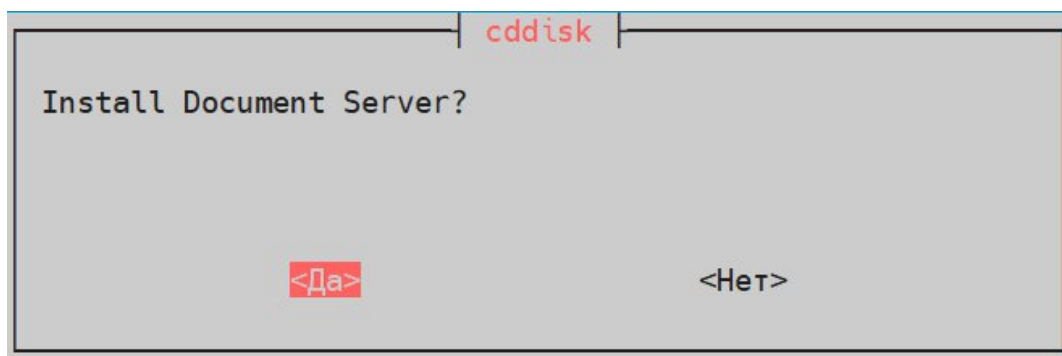 cddisk
Install Document Server?
<Да> <Нет>